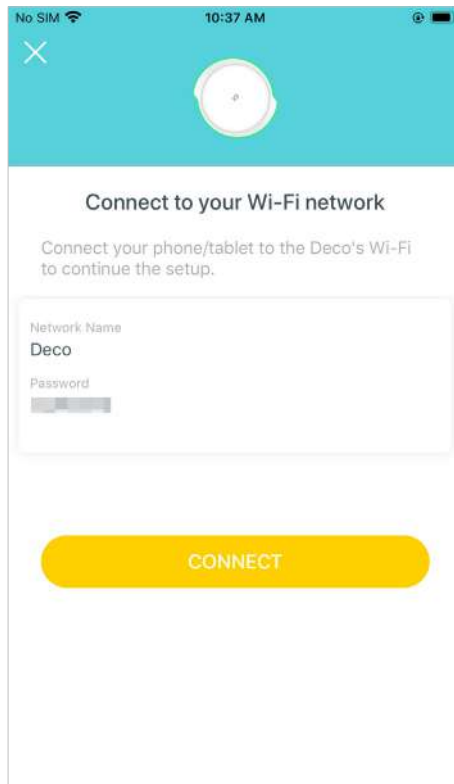 No SIM 10:37 AM
Connect to your Wi-Fi network
Connect your phone/tablet to the Deco's Wi-Fi
to continue the setup.
Network Name
Deco
Password
CONNECT